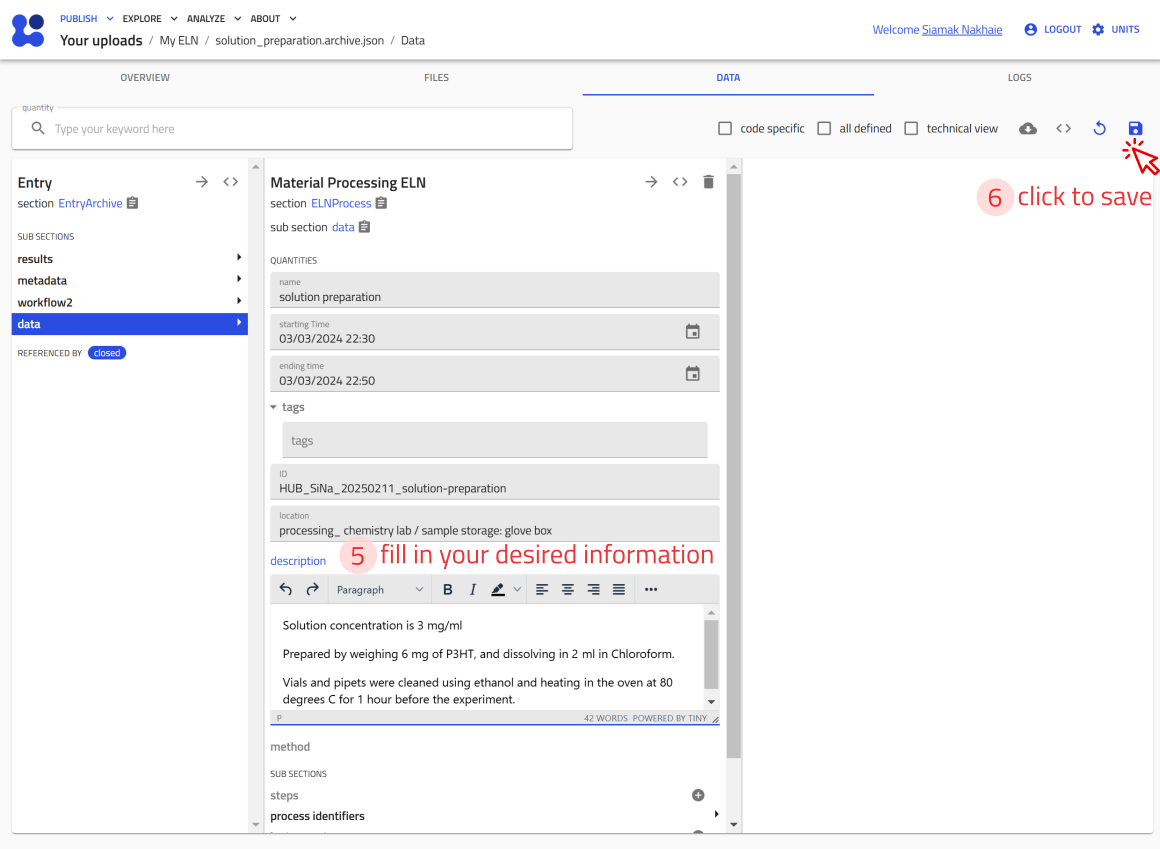 PUBLISH EXPLORE ANALYZE ABOUT
Your uploads / My ELN / solution_preparation.archive.json / Data
Welcome Siamak Nakhaie LOGOUT UNITS
OVERVIEW FILES DATA LOGS
quantity
Type your keyword here
code specific all defined technical view
6 click to save
Entry
section EntryArchive
SUB SECTIONS
results
metadata
workflow2
data
REFERENCED BY closed
Material Processing ELN
section ELNProcess
sub section data
QUANTITIES
name
solution preparation
starting Time
03/03/2024 22:30
ending time
03/03/2024 22:50
tags
tags
ID
HUB_SiNa_20250211_solution-preparation
location
processing_ chemistry lab / sample storage: glove box
description
5 fill in your desired information
Paragraph B I
Solution concentration is 3 mg/ml
Prepared by weighing 6 mg of P3HT, and dissolving in 2 ml in Chloroform.
Vials and pipets were cleaned using ethanol and heating in the oven at 80
degrees C for 1 hour before the experiment.
P 42 WORDS POWERED BY TINY
method
SUB SECTIONS
steps
process identifiers